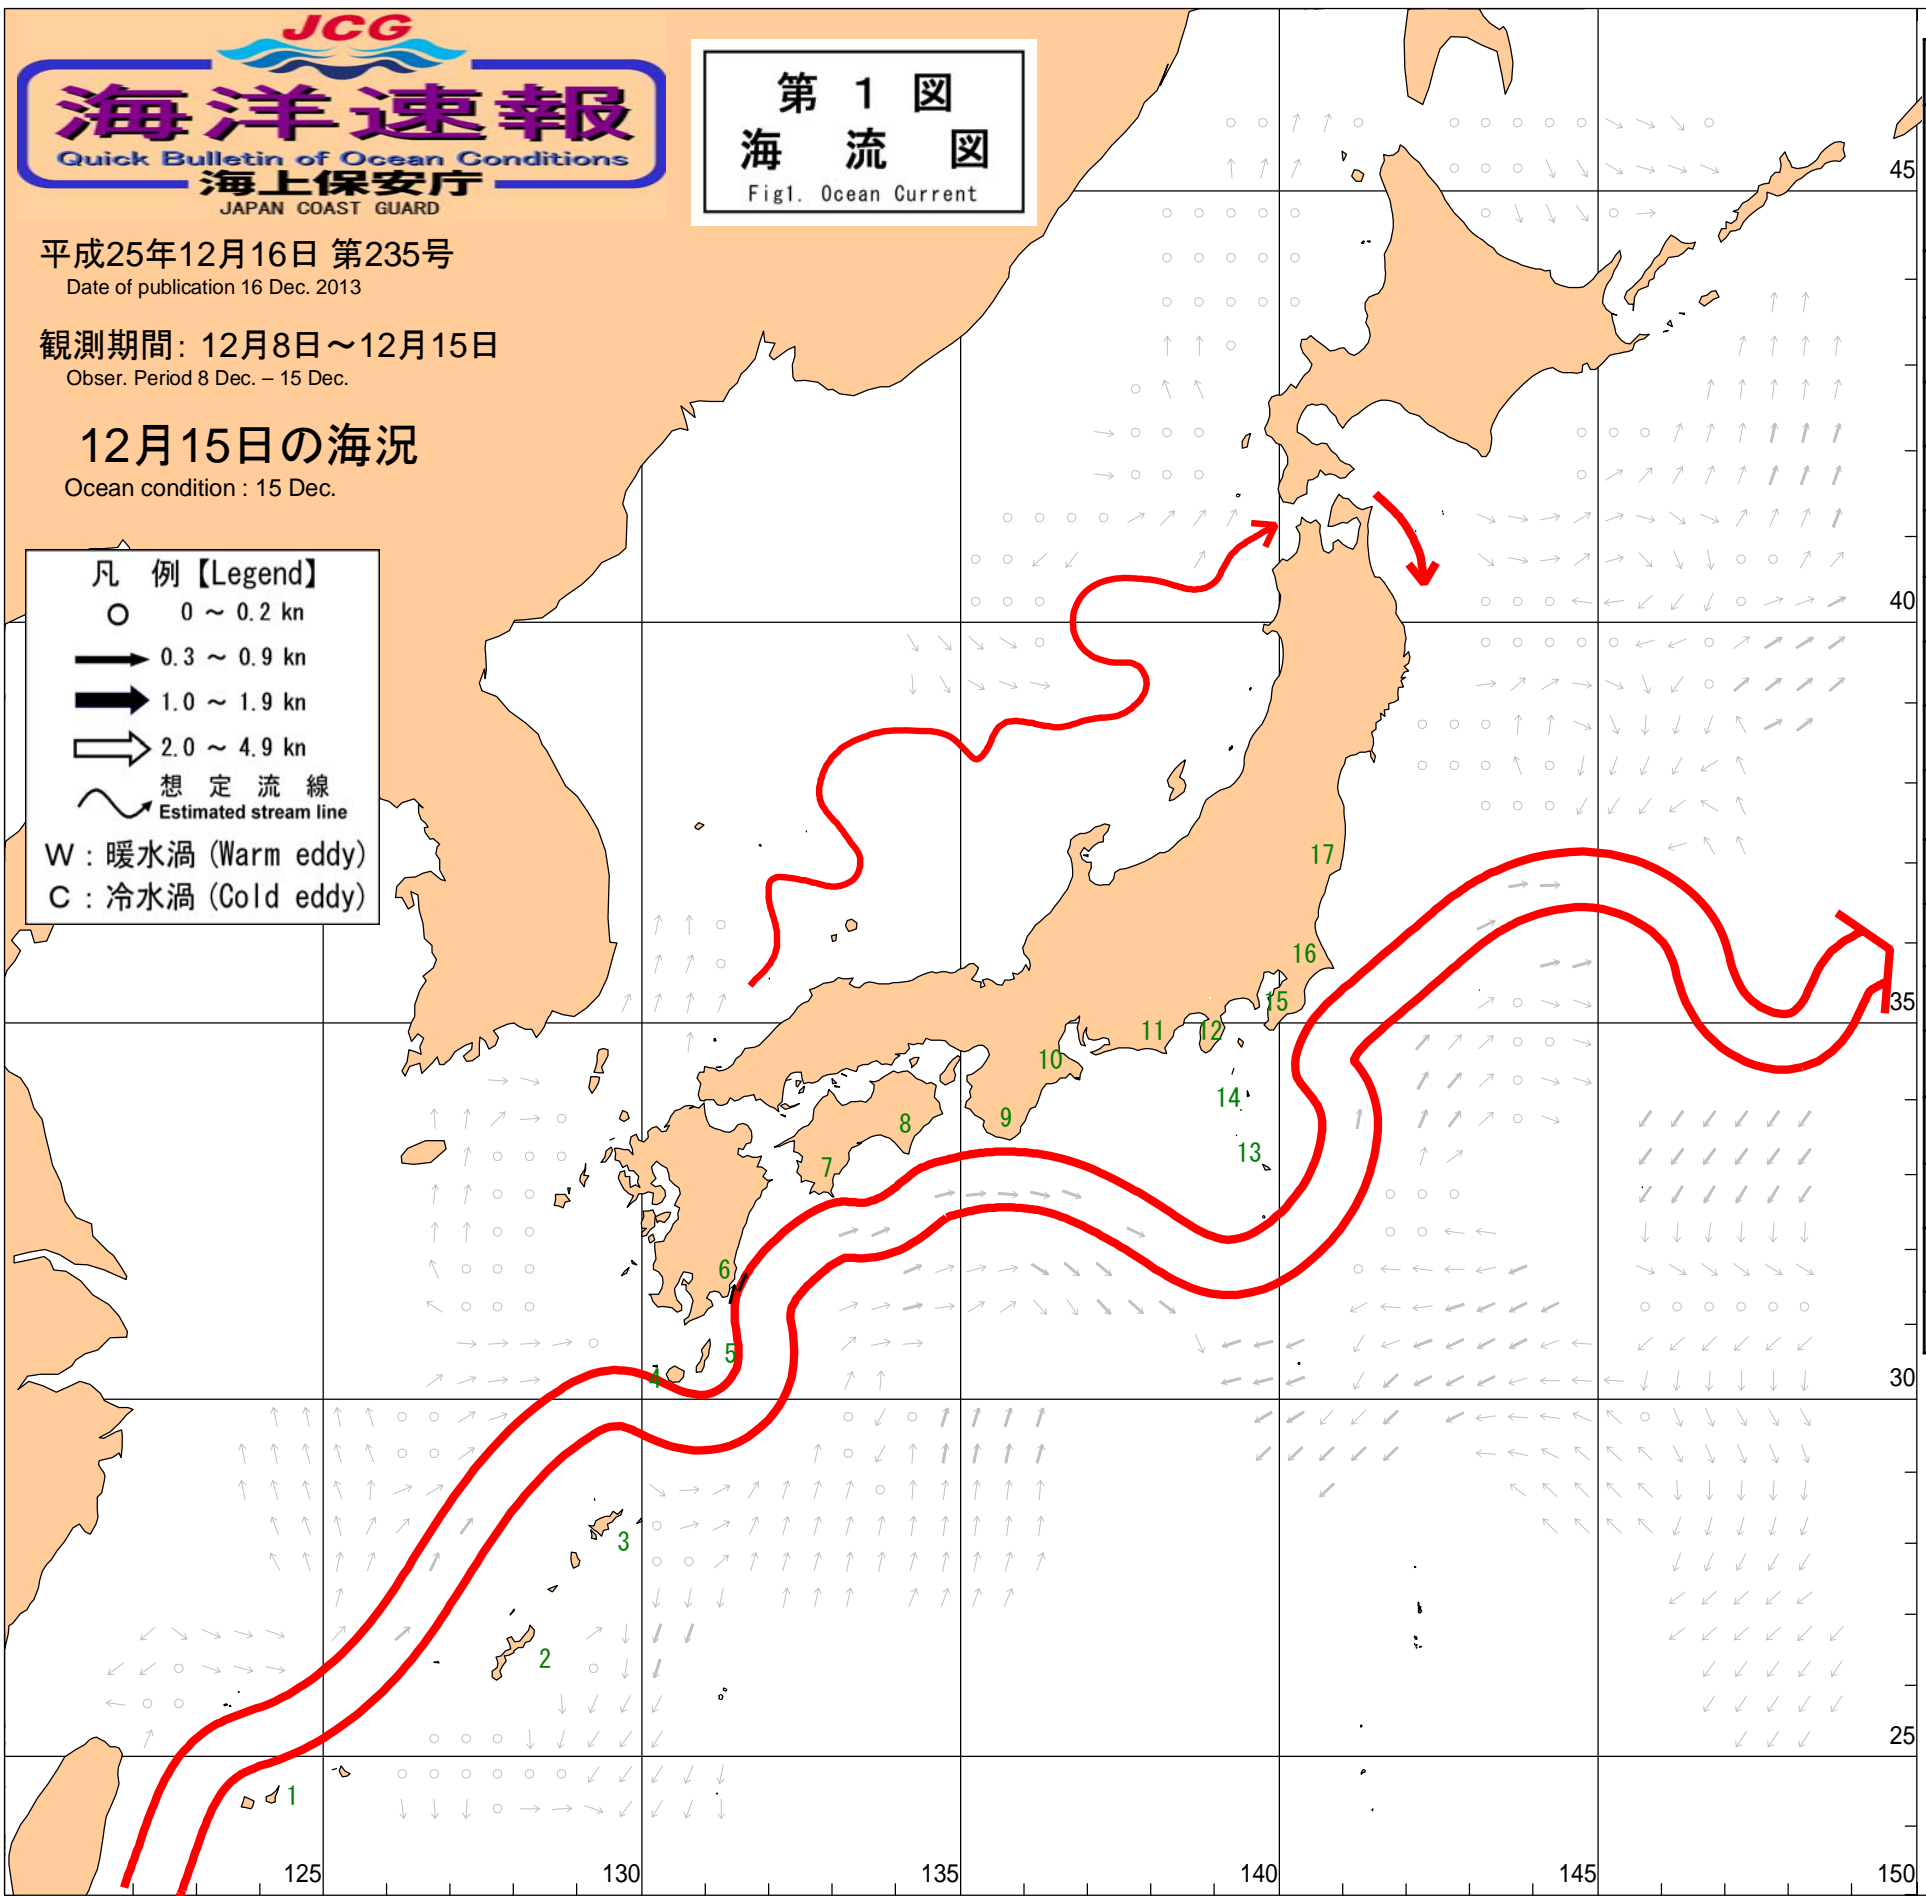 JCG
海洋速報
Quick Bulletin of Ocean Conditions
海上保安庁
JAPAN COAST GUARD
第 1 図
海 流 図
Fig1. Ocean Current
平成25年12月16日 第235号
Date of publication 16 Dec. 2013
観測期間: 12月8日～12月15日
Obser. Period 8 Dec. – 15 Dec.
12月15日の海況
Ocean condition : 15 Dec.
凡 例【Legend】
0 ～ 0.2 kn
0.3 ～ 0.9 kn
1.0 ～ 1.9 kn
2.0 ～ 4.9 kn
想 定 流 線
Estimated stream line
W : 暖水渦 (Warm eddy)
C : 冷水渦 (Cold eddy)
45
40
17
16
35
15
11
12
10
14
8
9
13
7
6
5
4
30
3
2
25
1
125
130
135
140
145
150